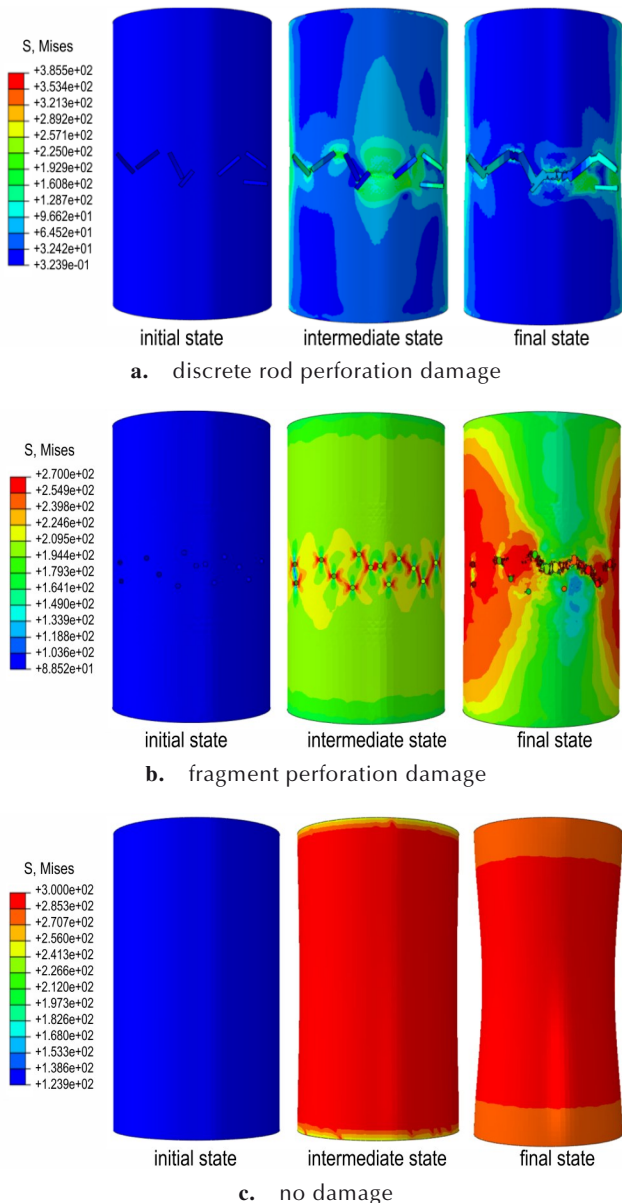 S, Mises
+3.855e+02
+3.534e+02
+3.213e+02
+2.892e+02
+2.571e+02
+2.250e+02
+1.929e+02
+1.608e+02
+1.287e+02
+9.662e+01
+6.452e+01
+3.242e+01
+3.239e-01
initial state intermediate state final state
a. discrete rod perforation damage
S, Mises
+2.700e+02
+2.549e+02
+2.398e+02
+2.246e+02
+2.095e+02
+1.944e+02
+1.793e+02
+1.641e+02
+1.490e+02
+1.339e+02
+1.188e+02
+1.036e+02
+8.852e+01
initial state intermediate state final state
b. fragment perforation damage
S, Mises
+3.000e+02
+2.853e+02
+2.707e+02
+2.560e+02
+2.413e+02
+2.266e+02
+2.120e+02
+1.973e+02
+1.826e+02
+1.680e+02
+1.533e+02
+1.386e+02
+1.239e+02
initial state intermediate state final state
c. no damage